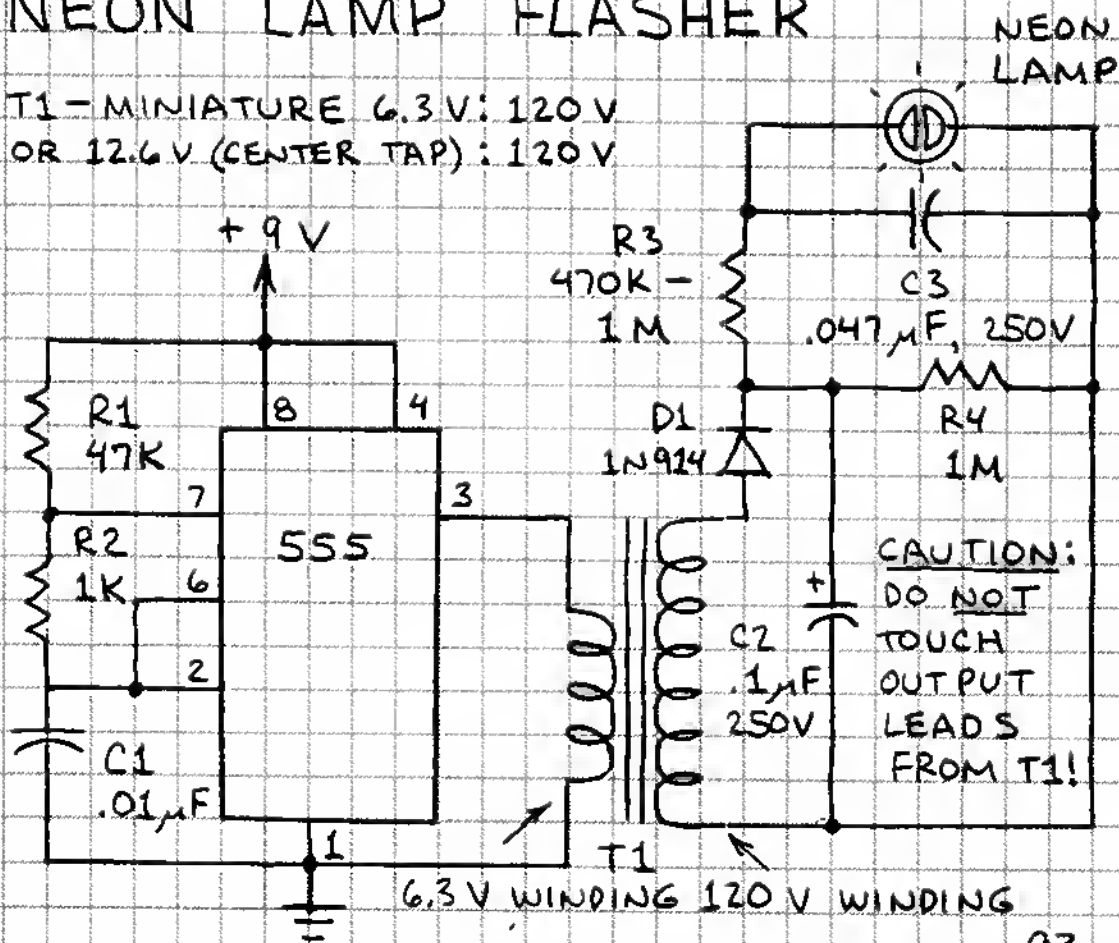 NEON LAMP FLASHER
NEON
LAMP
T1 - MINIATURE 6.3 V: 120 V
OR 12.6 V (CENTER TAP) : 120 V
+ 9 V
R3
470K -
1 M
C3
.047 µF, 250V
R1
47K
8
4
D1
1N914
R4
1M
7
3
555
R2
1K
6
2
C1
.01µF
1
C2
.1µF
250V
+
CAUTION:
DO NOT
TOUCH
OUTPUT
LEADS
FROM T1!
T1
6.3 V WINDING
120 V WINDING